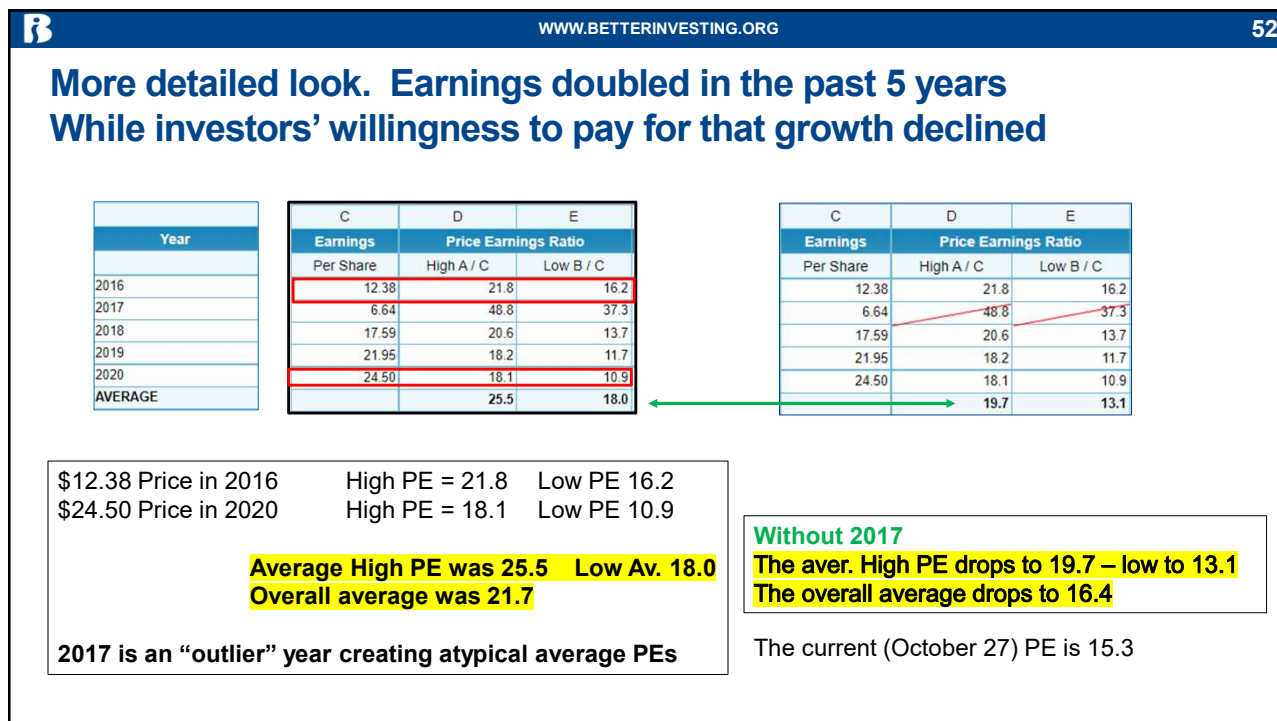 WWW.BETTERINVESTING.ORG
52
More detailed look. Earnings doubled in the past 5 years
While investors' willingness to pay for that growth declined
Year
2016
2017
2018
2019
2020
AVERAGE
C D E
Earnings Price Earnings Ratio
Per Share High A / C Low B / C
12.38 21.8 16.2
6.64 48.8 37.3
17.59 20.6 13.7
21.95 18.2 11.7
24.50 18.1 10.9
25.5 18.0
C D E
Earnings Price Earnings Ratio
Per Share High A / C Low B / C
12.38 21.8 16.2
6.64 48.8 37.3
17.59 20.6 13.7
21.95 18.2 11.7
24.50 18.1 10.9
19.7 13.1
$12.38 Price in 2016 High PE = 21.8 Low PE 16.2
$24.50 Price in 2020 High PE = 18.1 Low PE 10.9
Average High PE was 25.5 Low Av. 18.0
Overall average was 21.7
2017 is an “outlier” year creating atypical average PEs
Without 2017
The aver. High PE drops to 19.7 – low to 13.1
The overall average drops to 16.4
The current (October 27) PE is 15.3